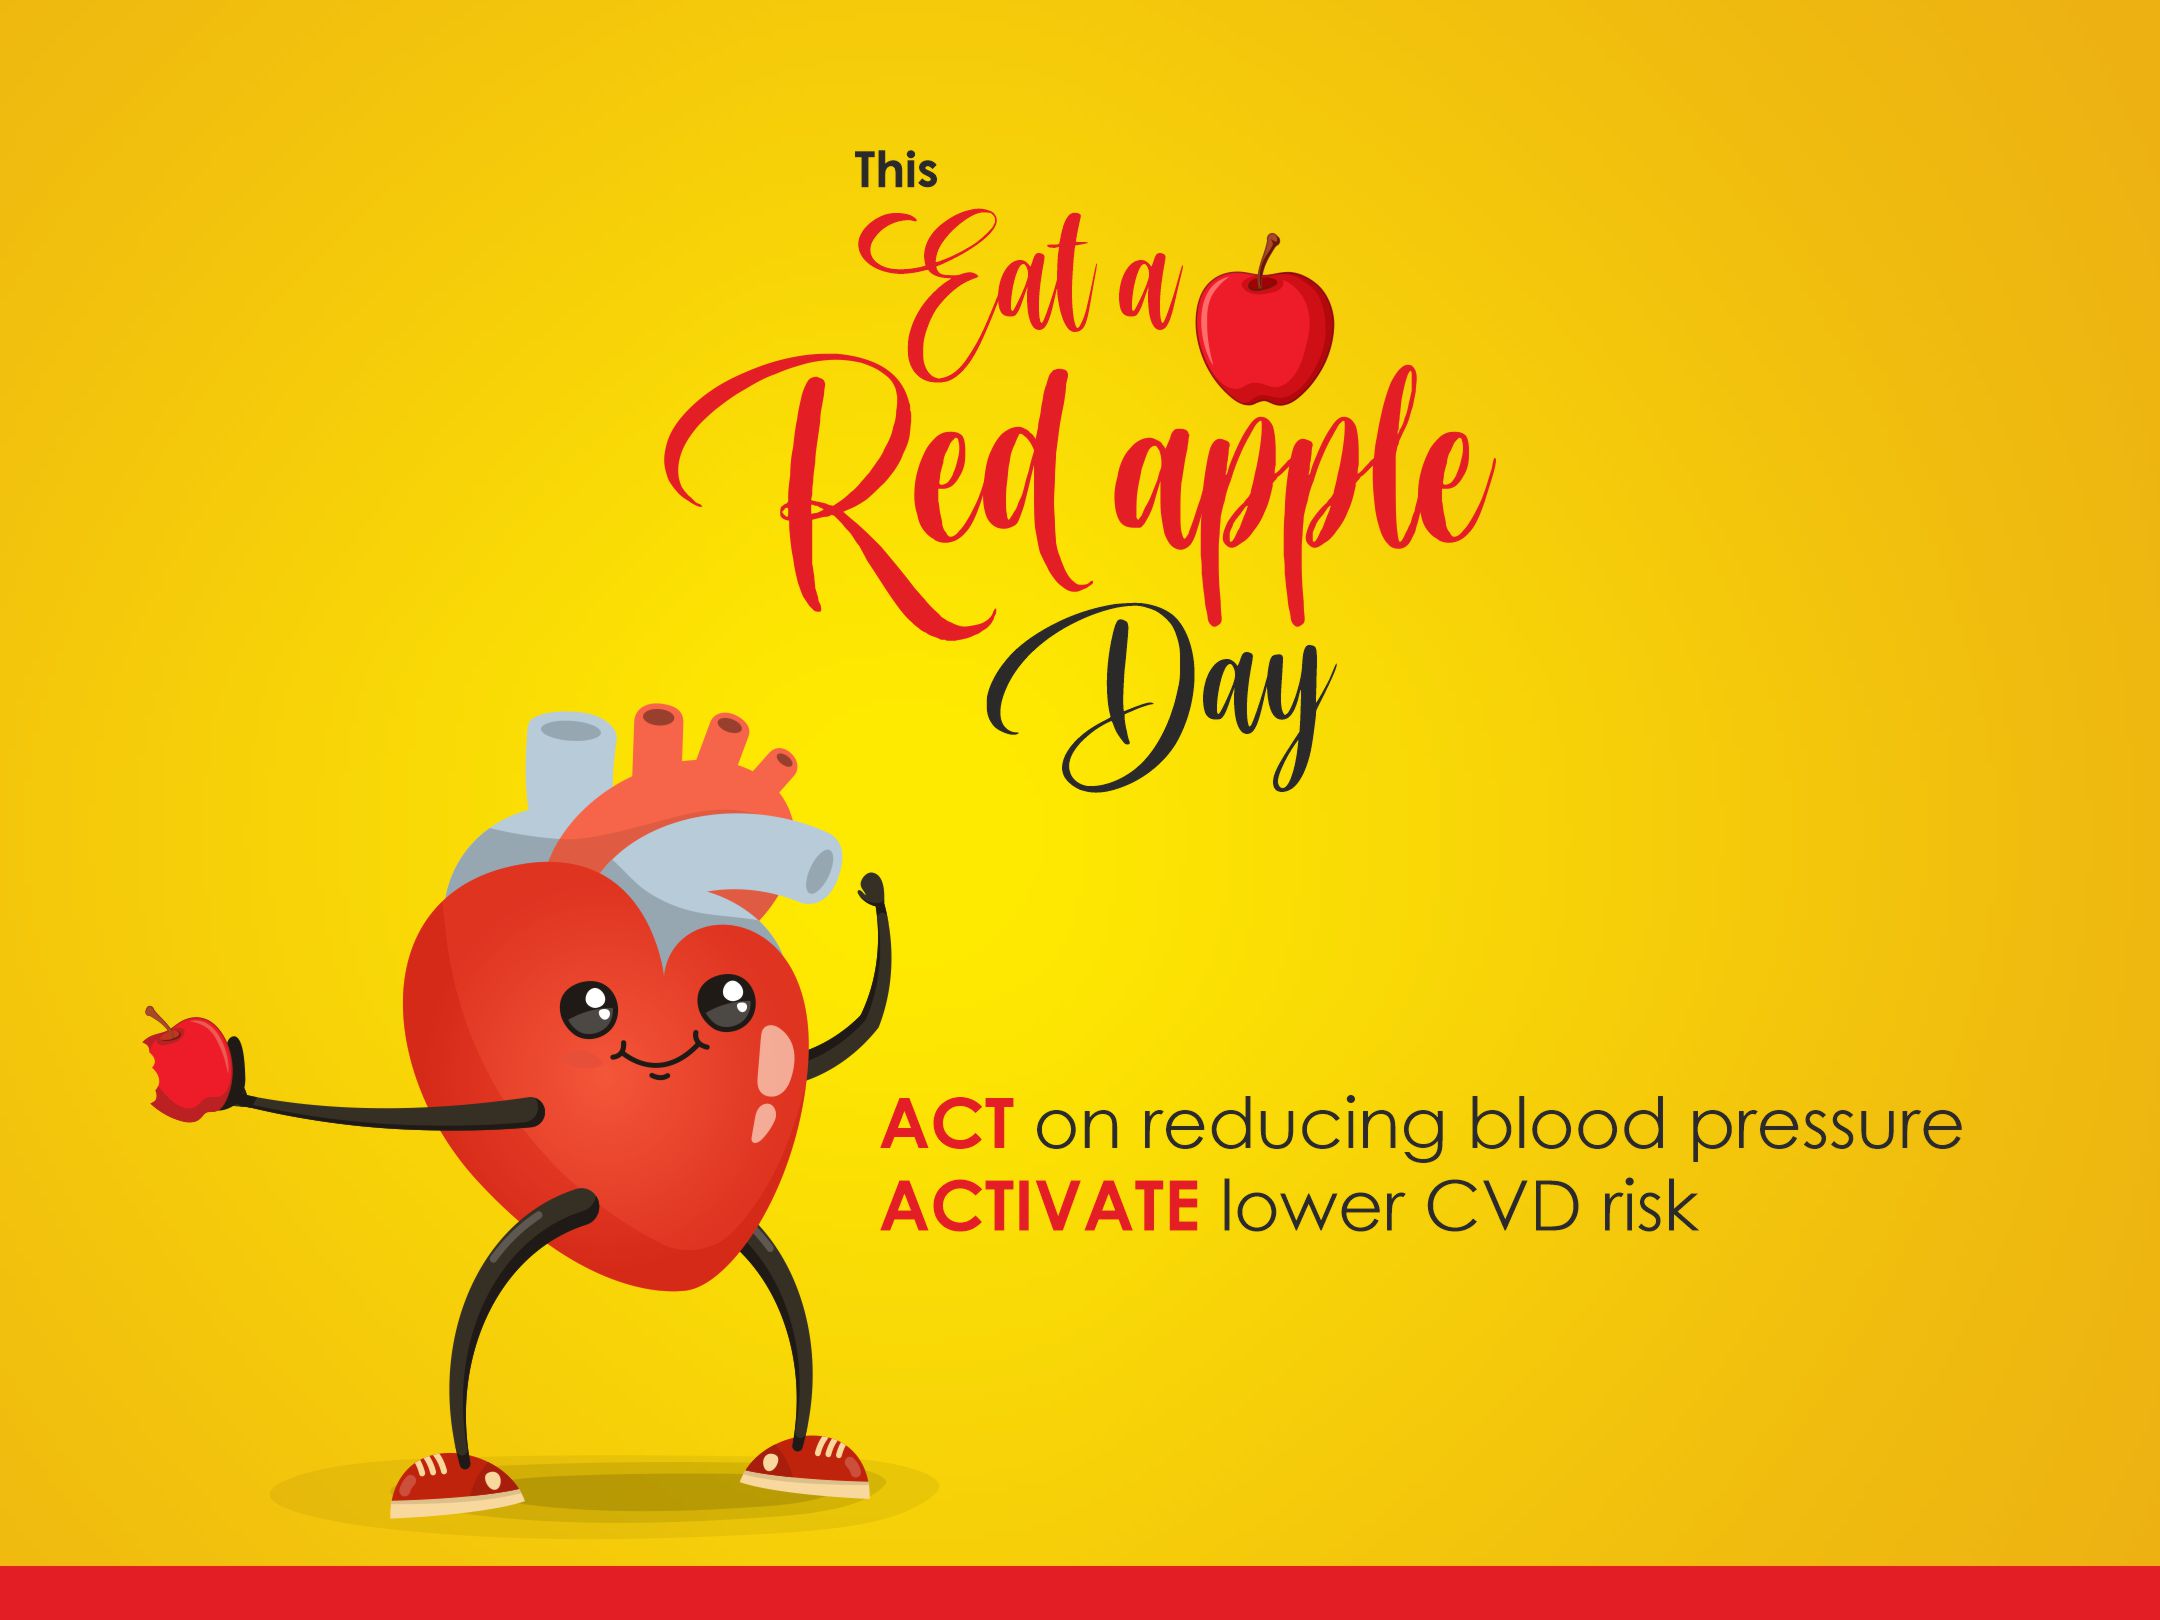 This
Eat a
Red apple
Day
ACT on reducing blood pressure
ACTIVATE lower CVD risk